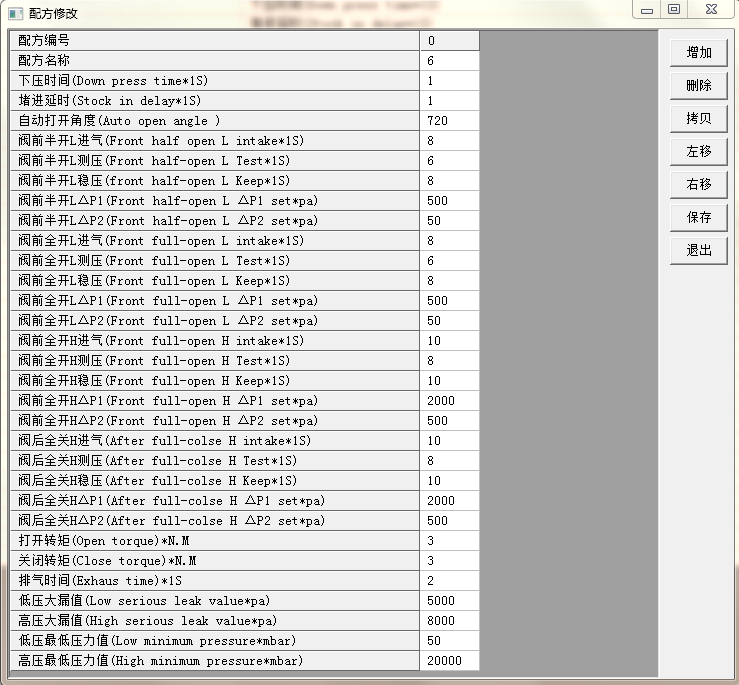 配方修改
配方编号 0
配方名称 6
下压时间(Down press time*1S) 1
堵进延时(Stock in delay*1S) 1
自动打开角度(Auto open angle ) 720
阀前半开L进气(Front half open L intake*1S) 8
阀前半开L测压(Front half-open L Test*1S) 6
阀前半开L稳压(front half-open L Keep*1S) 8
阀前半开L△P1(Front half-open L △P1 set*pa) 500
阀前半开L△P2(Front half-open L △P2 set*pa) 50
阀前全开L进气(Front full-open L intake*1S) 8
阀前全开L测压(Front full-open L Test*1S) 6
阀前全开L稳压(Front full-open L Keep*1S) 8
阀前全开L△P1(Front full-open L △P1 set*pa) 500
阀前全开L△P2(Front full-open L △P2 set*pa) 50
阀前全开H进气(Front full-open H intake*1S) 10
阀前全开H测压(Front full-open H Test*1S) 8
阀前全开H稳压(Front full-open H Keep*1S) 10
阀前全开H△P1(Front full-open H △P1 set*pa) 2000
阀前全开H△P2(Front full-open H △P2 set*pa) 500
阀后全关H进气(After full-colse H intake*1S) 10
阀后全关H测压(After full-colse H Test*1S) 8
阀后全关H稳压(After full-colse H Keep*1S) 10
阀后全关H△P1(After full-colse H △P1 set*pa) 2000
阀后全关H△P2(After full-colse H △P2 set*pa) 500
打开转矩(Open torque)*N.M 3
关闭转矩(Close torque)*N.M 3
排气时间(Exhaus time)*1S 2
低压大漏值(Low serious leak value*pa) 5000
高压大漏值(High serious leak value*pa) 8000
低压最低压力值(Low minimum pressure*mbar) 50
高压最低压力值(High minimum pressure*mbar) 20000
增加
删除
拷贝
左移
右移
保存
退出